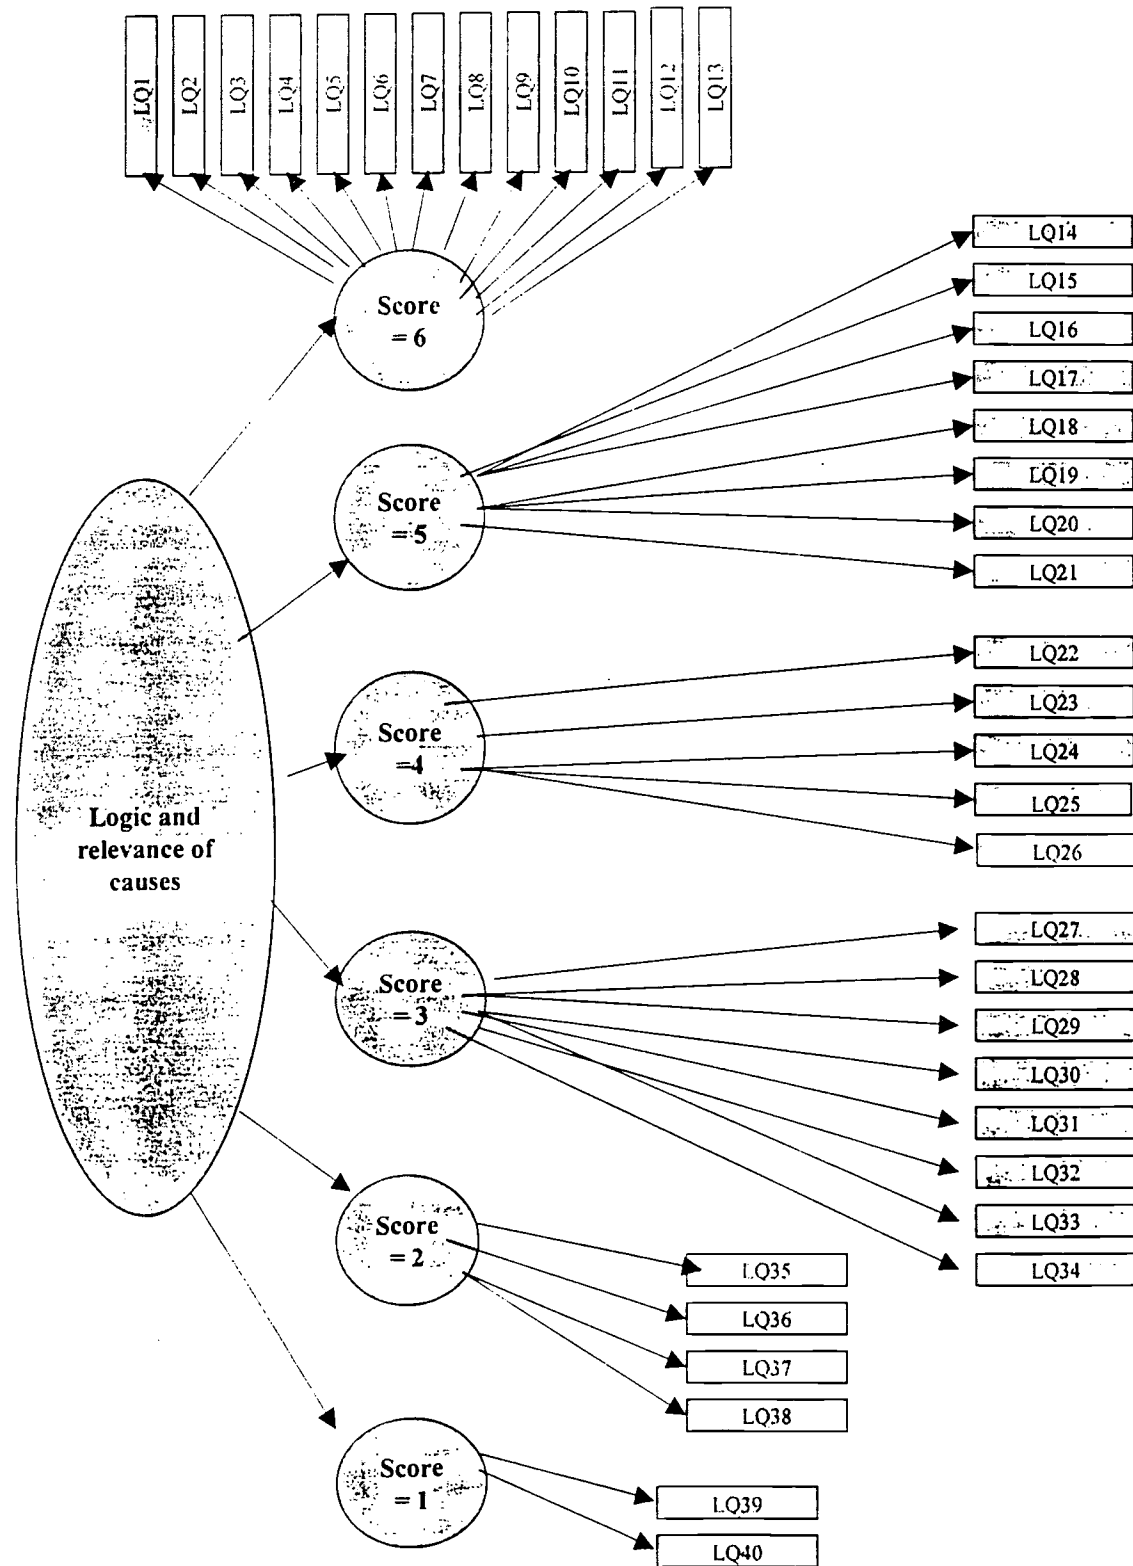 LQ1
LQ2
LQ3
LQ4
LQ5
LQ6
LQ7
LQ8
LQ9
LQ10
LQ11
LQ12
LQ13
Score
= 6
LQ14
LQ15
LQ16
LQ17
LQ18
LQ19
LQ20
LQ21
Score
= 5
LQ22
LQ23
LQ24
LQ25
LQ26
Score
=4
Logic and
relevance of
causes
LQ27
LQ28
LQ29
LQ30
LQ31
LQ32
LQ33
LQ34
Score
= 3
Score
= 2
LQ35
LQ36
LQ37
LQ38
Score
= 1
LQ39
LQ40